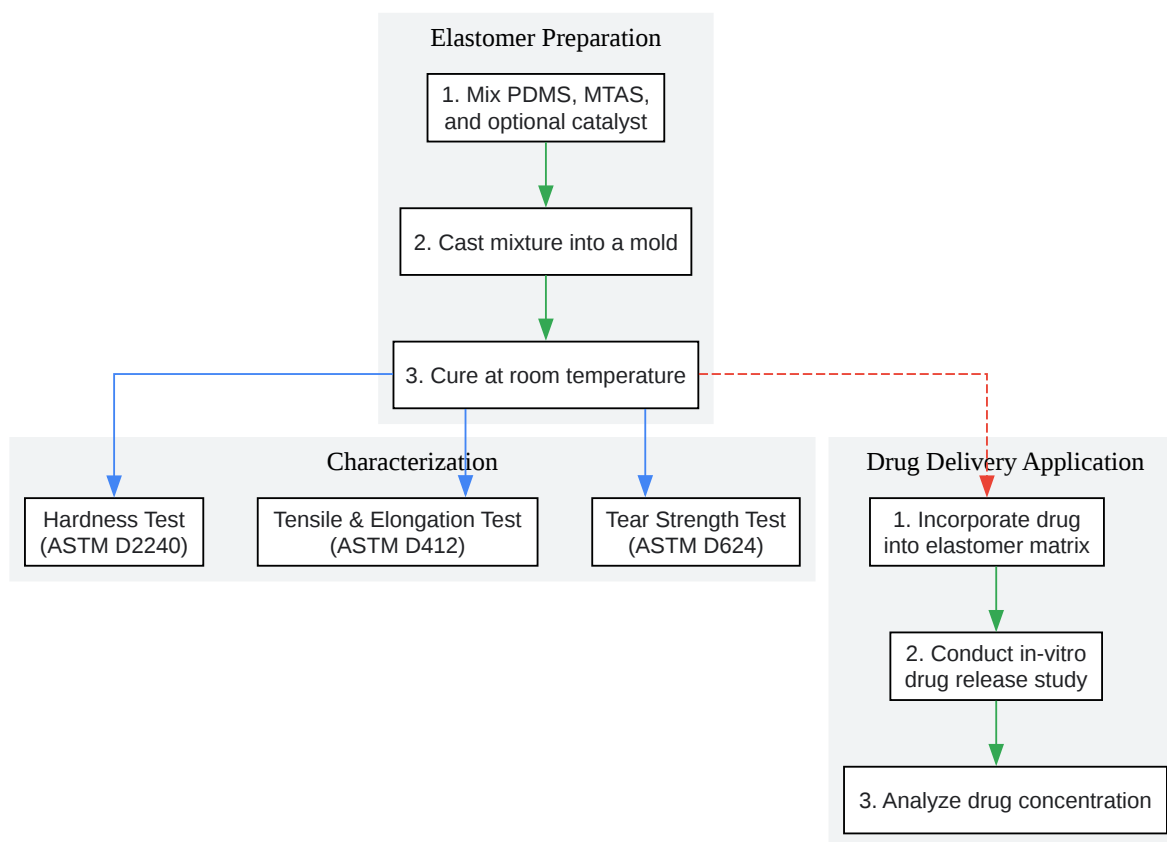 Elastomer Preparation
1. Mix PDMS, MTAS,
and optional catalyst
2. Cast mixture into a mold
3. Cure at room temperature
Characterization
Hardness Test
(ASTM D2240)
Tensile & Elongation Test
(ASTM D412)
Tear Strength Test
(ASTM D624)
Drug Delivery Application
1. Incorporate drug
into elastomer matrix
2. Conduct in-vitro
drug release study
3. Analyze drug concentration